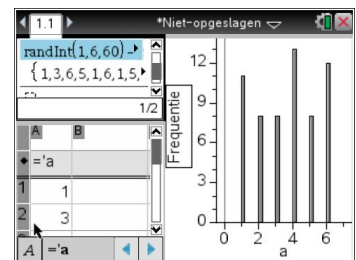 1.1
*Niet-opgeslagen
randInt(1,6,60)→
{1,3,6,5,1,6,1,5,
1/2
A B
='a
1 1
2 3
A ='a
Frequentie
12
9
6
3
0
0 2 4 6
a